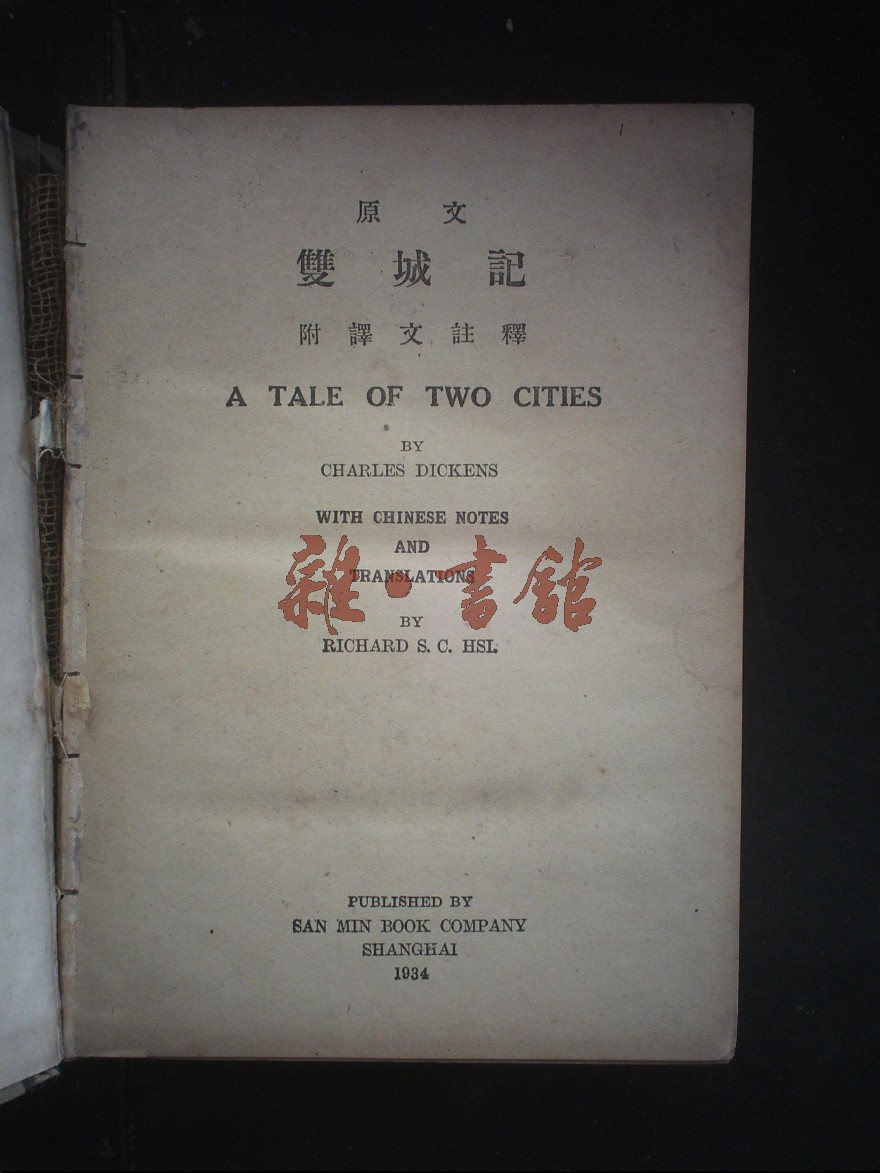 原文
雙城記
附譯文註釋
A TALE OF TWO CITIES
BY
CHARLES DICKENS
WITH CHINESE NOTES
AND
TRANSLATIONS
雜·書館
BY
RICHARD S. C. HSI.
PUBLISHED BY
SAN MIN BOOK COMPANY
SHANGHAI
1934